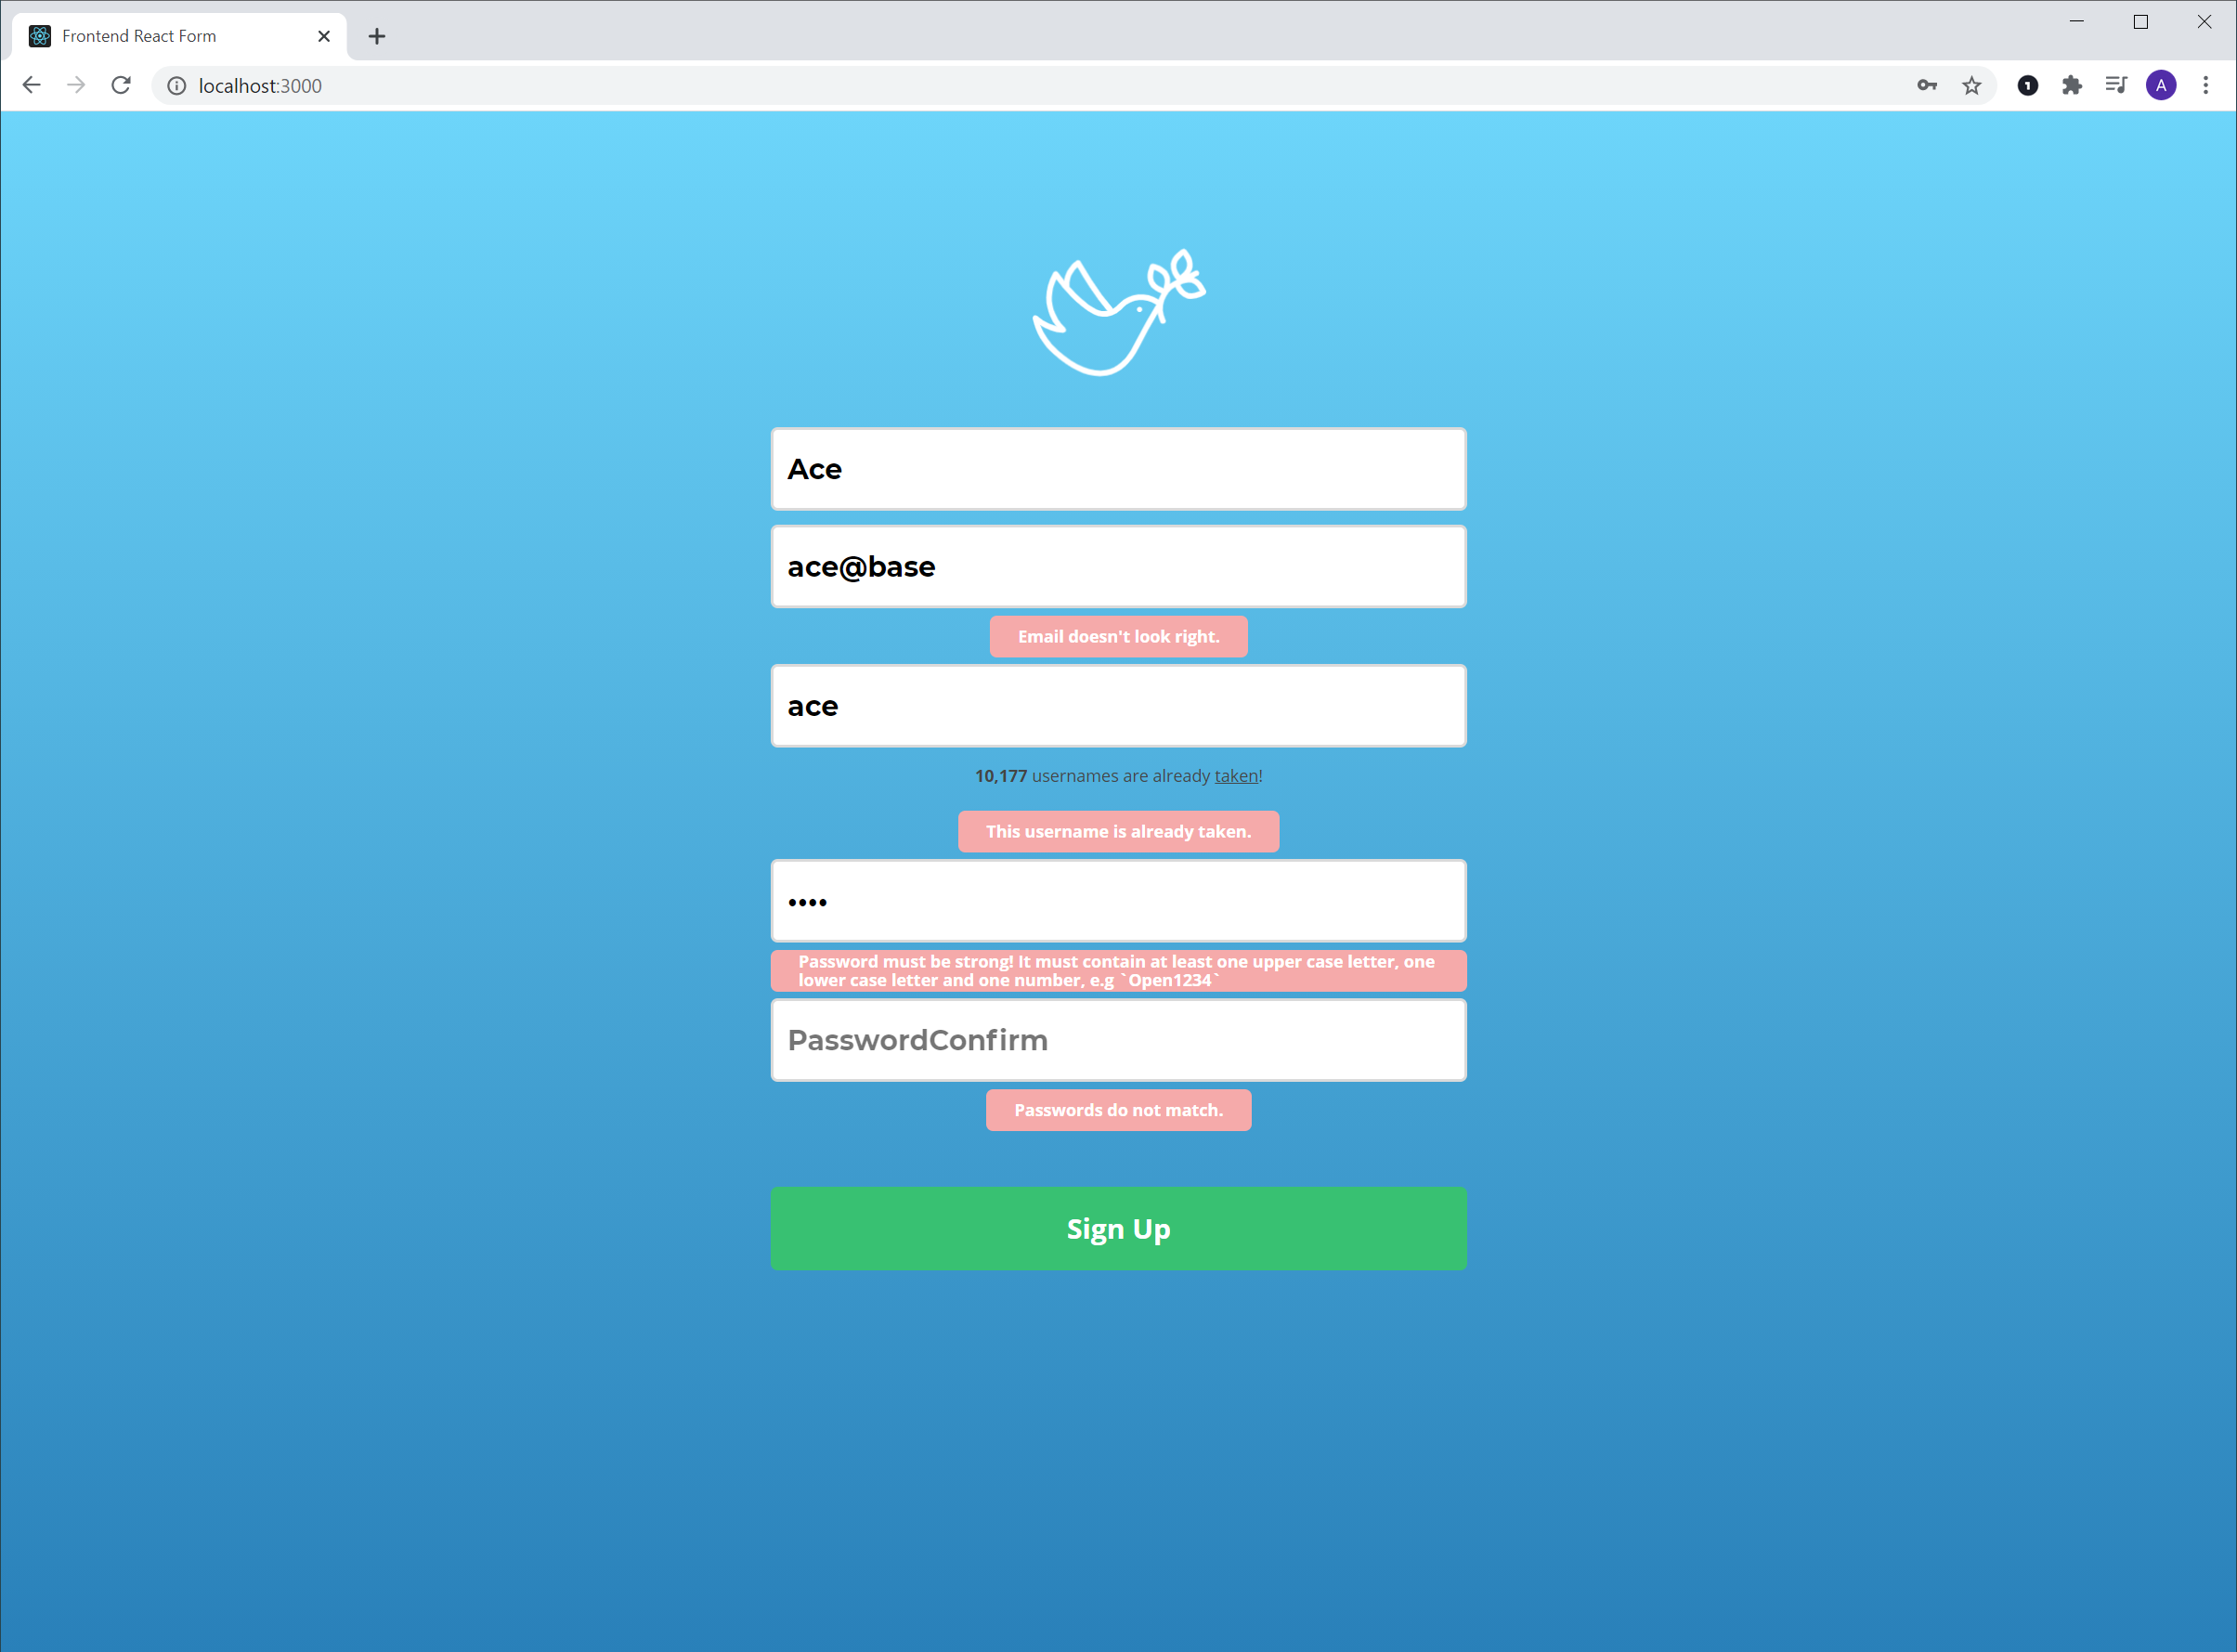 Frontend React Form
localhost:3000
1
A
Ace
ace@base
Email doesn't look right.
ace
10,177 usernames are already taken!
This username is already taken.
••••
Password must be strong! It must contain at least one upper case letter, one
lower case letter and one number, e.g `Open1234`
PasswordConfirm
Passwords do not match.
Sign Up